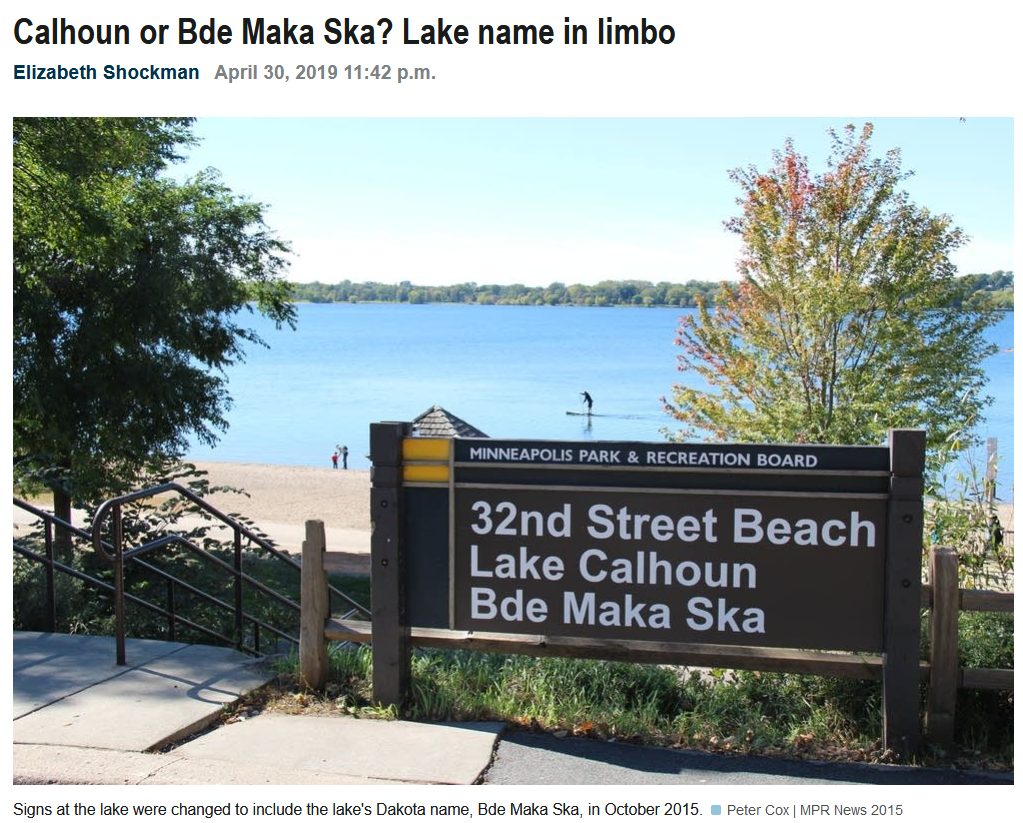 Calhoun or Bde Maka Ska? Lake name in limbo
Elizabeth Shockman April 30, 2019 11:42 p.m.
MINNEAPOLIS PARK & RECREATION BOARD
32nd Street Beach
Lake Calhoun
Bde Maka Ska
Signs at the lake were changed to include the lake's Dakota name, Bde Maka Ska, in October 2015. Peter Cox | MPR News 2015